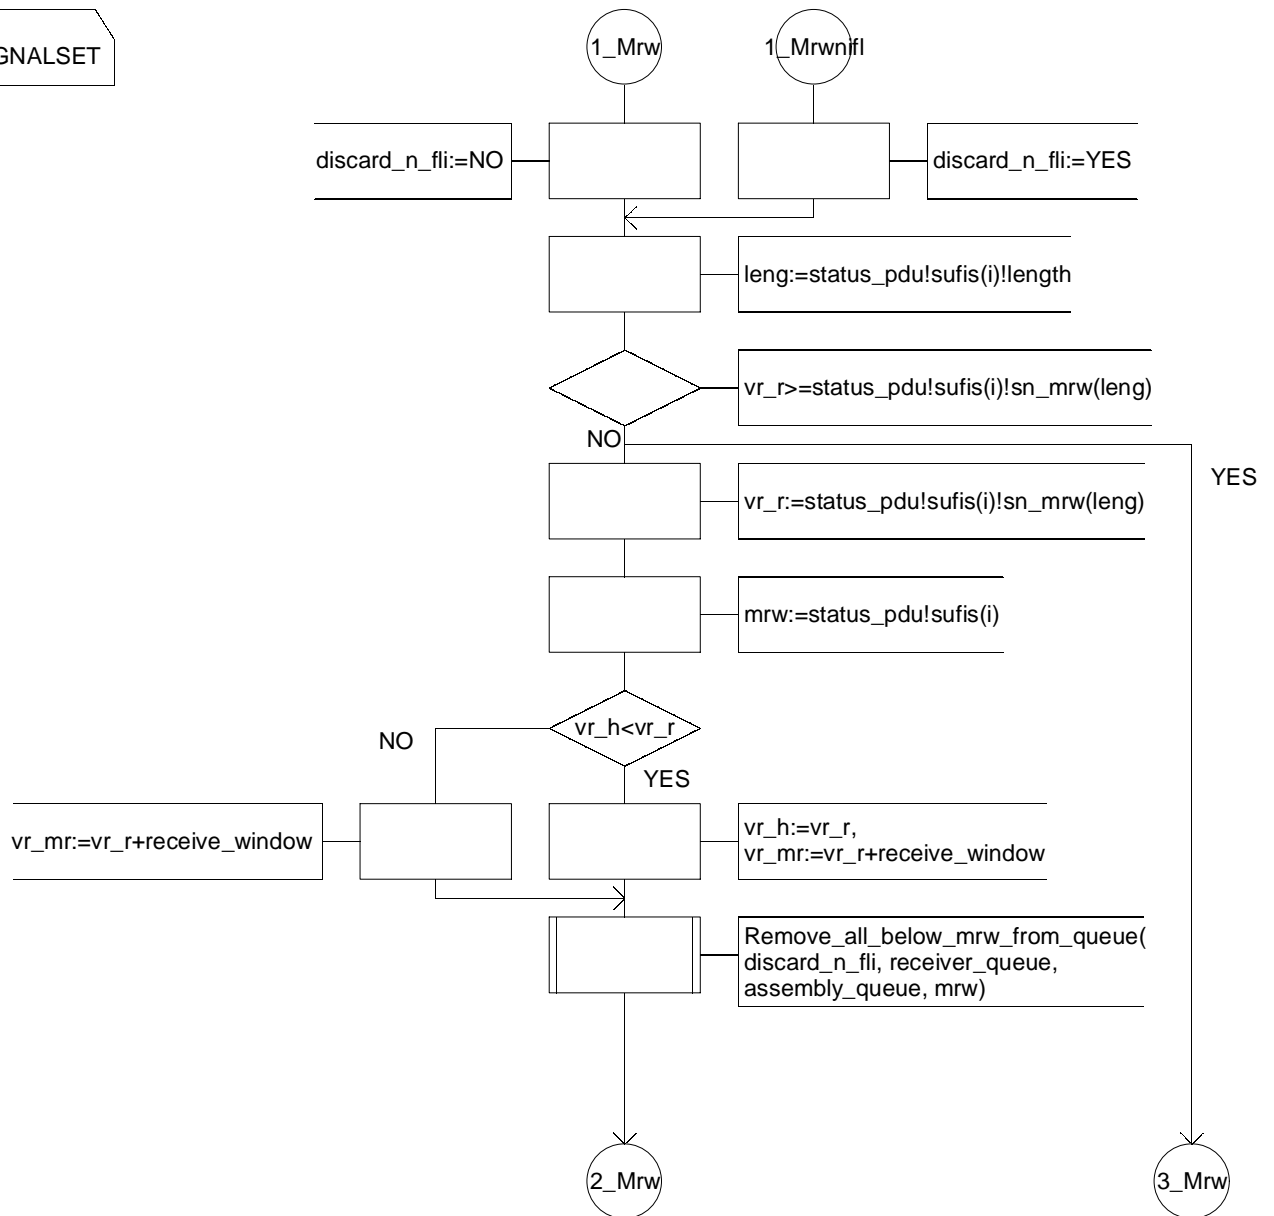 GNALSET
1_Mrw
1_Mrwnifl
discard_n_fli:=NO
discard_n_fli:=YES
leng:=status_pdu!sufis(i)!length
vr_r>=status_pdu!sufis(i)!sn_mrw(leng)
NO
YES
vr_r:=status_pdu!sufis(i)!sn_mrw(leng)
mrw:=status_pdu!sufis(i)
vr_h<vr_r
NO
YES
vr_mr:=vr_r+receive_window
vr_h:=vr_r,
vr_mr:=vr_r+receive_window
Remove_all_below_mrw_from_queue(
discard_n_fli, receiver_queue,
assembly_queue, mrw)
2_Mrw
3_Mrw